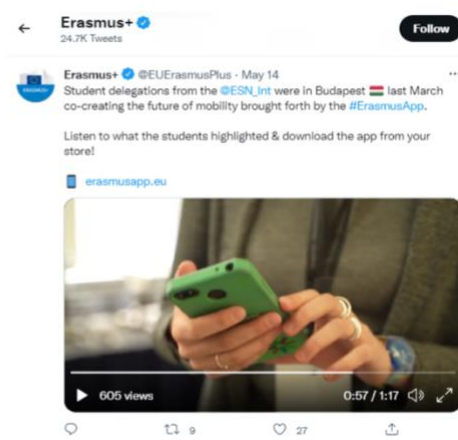 Erasmus+
24.7K Tweets
Follow
Erasmus+ @EUErasmusPlus · May 14
Student delegations from the @ESN_Int were in Budapest 🇭🇺 last March
co-creating the future of mobility brought forth by the #ErasmusApp.
Listen to what the students highlighted & download the app from your
store!
📱 erasmusapp.eu
605 views
0:57 / 1:17
9
27